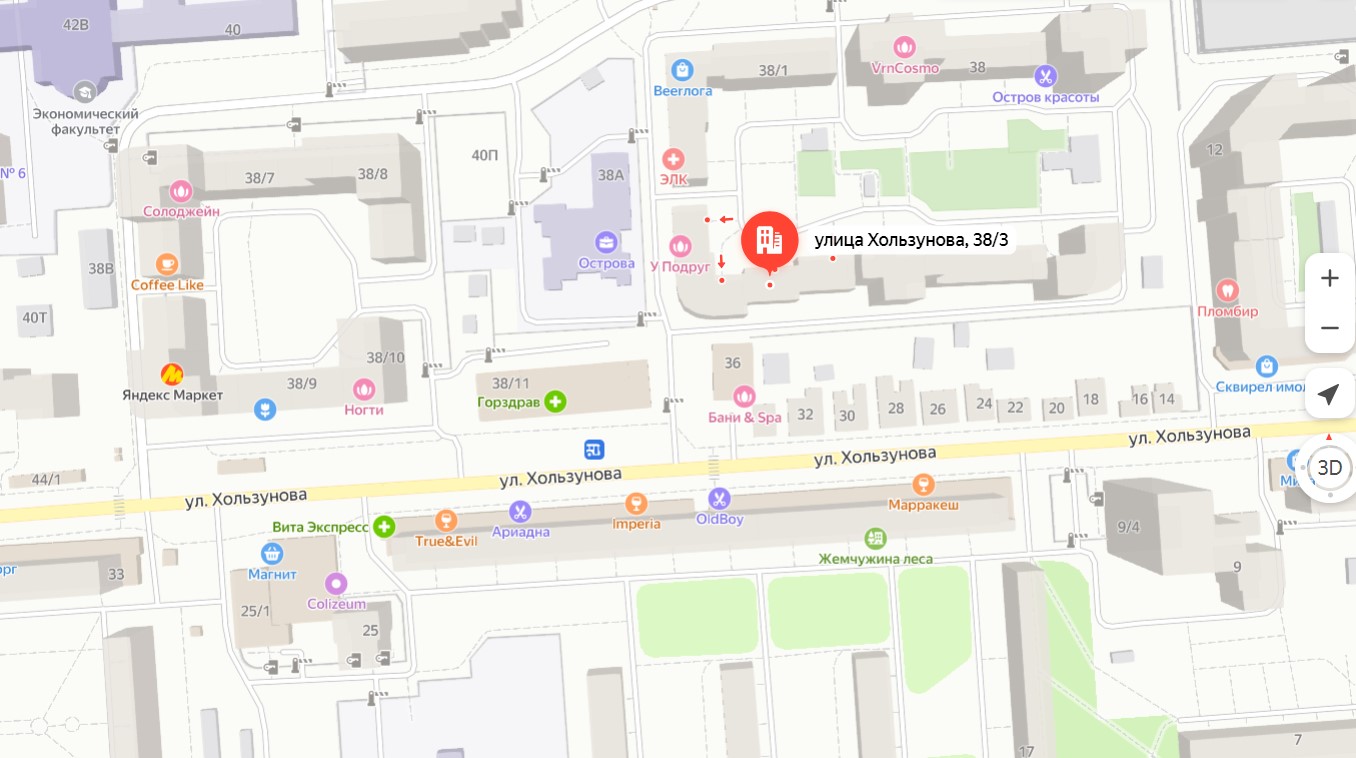 42В
40
Экономический
факультет
№ 6
38/1
VrnCosmo
38
Beerлога
Остров красоты
40П
38А
ЭЛК
12
38/7
38/8
Солоджейн
улица Хользунова, 38/3
Острова
У Подруг
38В
Coffee Like
40Т
Пломбир
36
38/10
Яндекс Маркет
38/9
Ногти
38/11
Горздрав
Бани & Spa
32
30
28
26
24
22
20
18
16
14
Сквирел имол
ул. Хользунова
ул. Хользунова
ул. Хользунова
ул. Хользунова
3D
44/1
Вита Экспресс
True&Evil
Ариадна
Imperia
OldBoy
Марракеш
Жемчужина леса
9/4
9
орг
33
Магнит
Colizeum
25/1
25
17
7